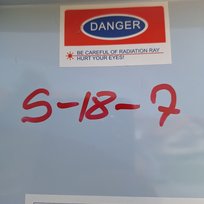 DANGER
BE CAREFUL OF RADIATION RAY
HURT YOUR EYES!
S-18-7